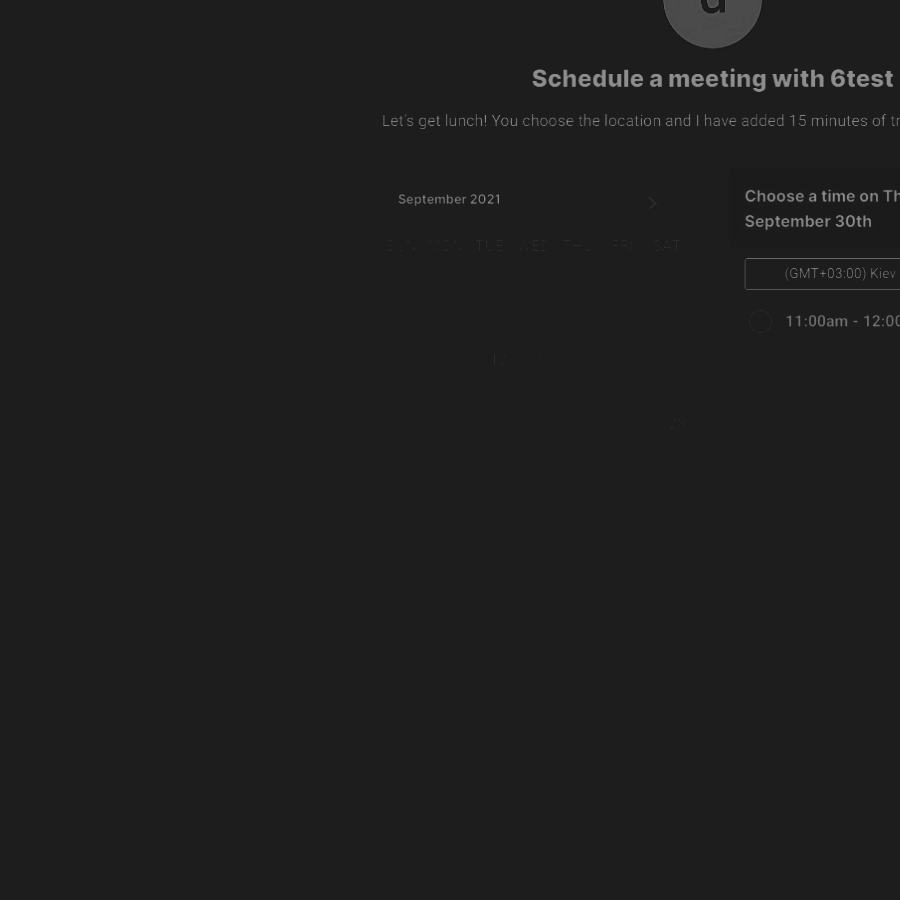 d
Schedule a meeting with 6test
Let's get lunch! You choose the location and I have added 15 minutes of tr
September 2021
Choose a time on Th
September 30th
SUN MON TUE WED THU FRI SAT
(GMT+03:00) Kiev
11:00am - 12:00